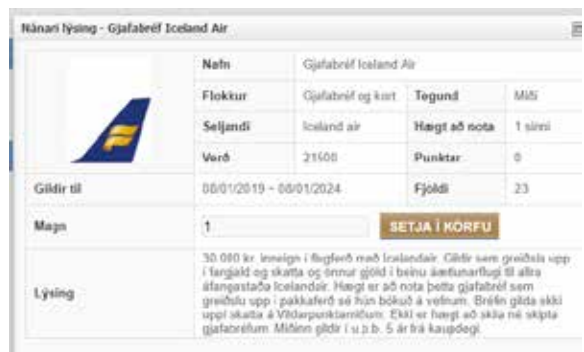 Nánari lýsing - Gjafabréf Iceland Air
Nafn Gjafabréf Iceland Air
Flokkur Gjafabréf og kort Tegund Miði
Seljandi Iceland air Hægt að nota 1 sinni
Verð 21500 Punktar 0
Gildir til 08/01/2019 ~ 08/01/2024 Fjöldi 23
Magn 1 SETJA Í KÖRFU
Lýsing
30.000 kr. inneign í flugferð með Icelandair. Gildir sem greiðsla upp
í fargjald og skatta og önnur gjöld í beinu áætlunarflugi til allra
áfangastaða Icelandair. Hægt er að nota þetta gjafabréf sem
greiðslu upp í pakkaferð sé hún bókuð á vefnum. Bréfin gilda ekki
uppí skatta á Vildarpunktamiðum. Ekki er hægt að skila né skipta
gjafabréfum. Miðinn gildir í u.þ.b. 5 ár frá kaupdegi.